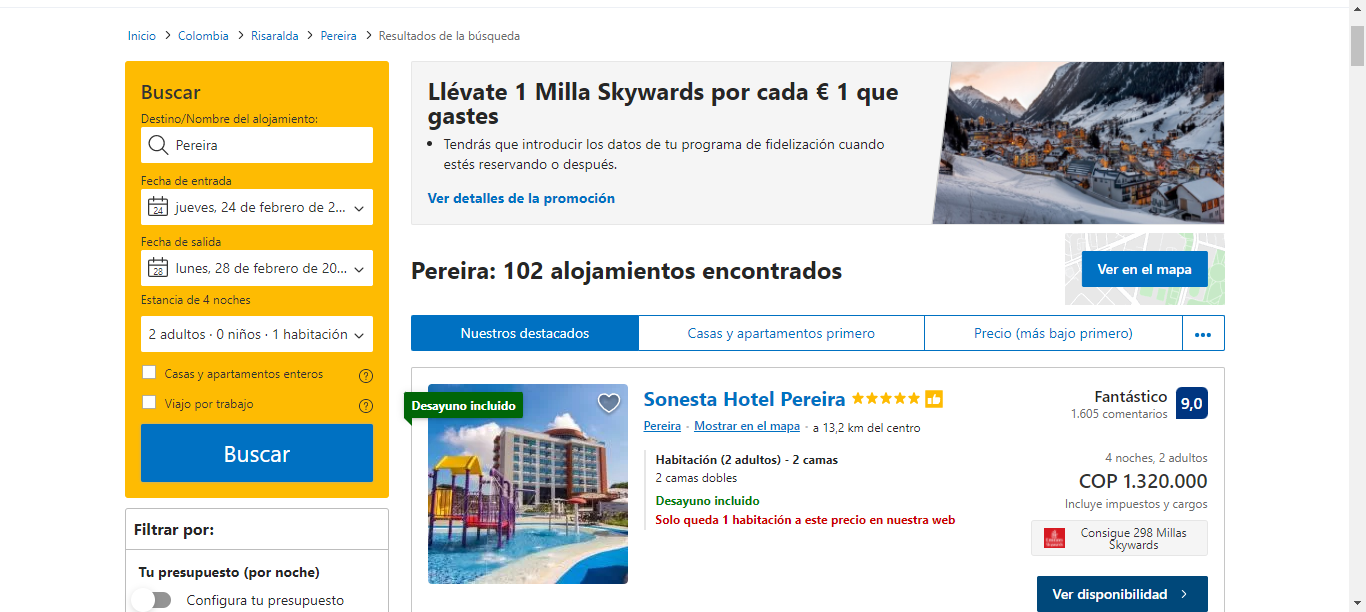 Inicio > Colombia > Risaralda > Pereira > Resultados de la búsqueda
Buscar
Destino/Nombre del alojamiento:
Pereira
Fecha de entrada
24
jueves, 24 de febrero de 2...
Fecha de salida
28
lunes, 28 de febrero de 20...
Estancia de 4 noches
2 adultos · 0 niños · 1 habitación
Casas y apartamentos enteros
Viajo por trabajo
Buscar
Filtrar por:
Tu presupuesto (por noche)
Configura tu presupuesto
Llévate 1 Milla Skywards por cada € 1 que
gastes
• Tendrás que introducir los datos de tu programa de fidelización cuando
estés reservando o después.
Ver detalles de la promoción
Pereira: 102 alojamientos encontrados
Ver en el mapa
Nuestros destacados
Casas y apartamentos primero
Precio (más bajo primero)
•••
Desayuno incluido
Sonesta Hotel Pereira
Pereira · Mostrar en el mapa · a 13,2 km del centro
Habitación (2 adultos) - 2 camas
2 camas dobles
Desayuno incluido
Solo queda 1 habitación a este precio en nuestra web
Fantástico
1.605 comentarios
9,0
4 noches, 2 adultos
COP 1.320.000
Incluye impuestos y cargos
Consigue 298 Millas
Skywards
Ver disponibilidad >